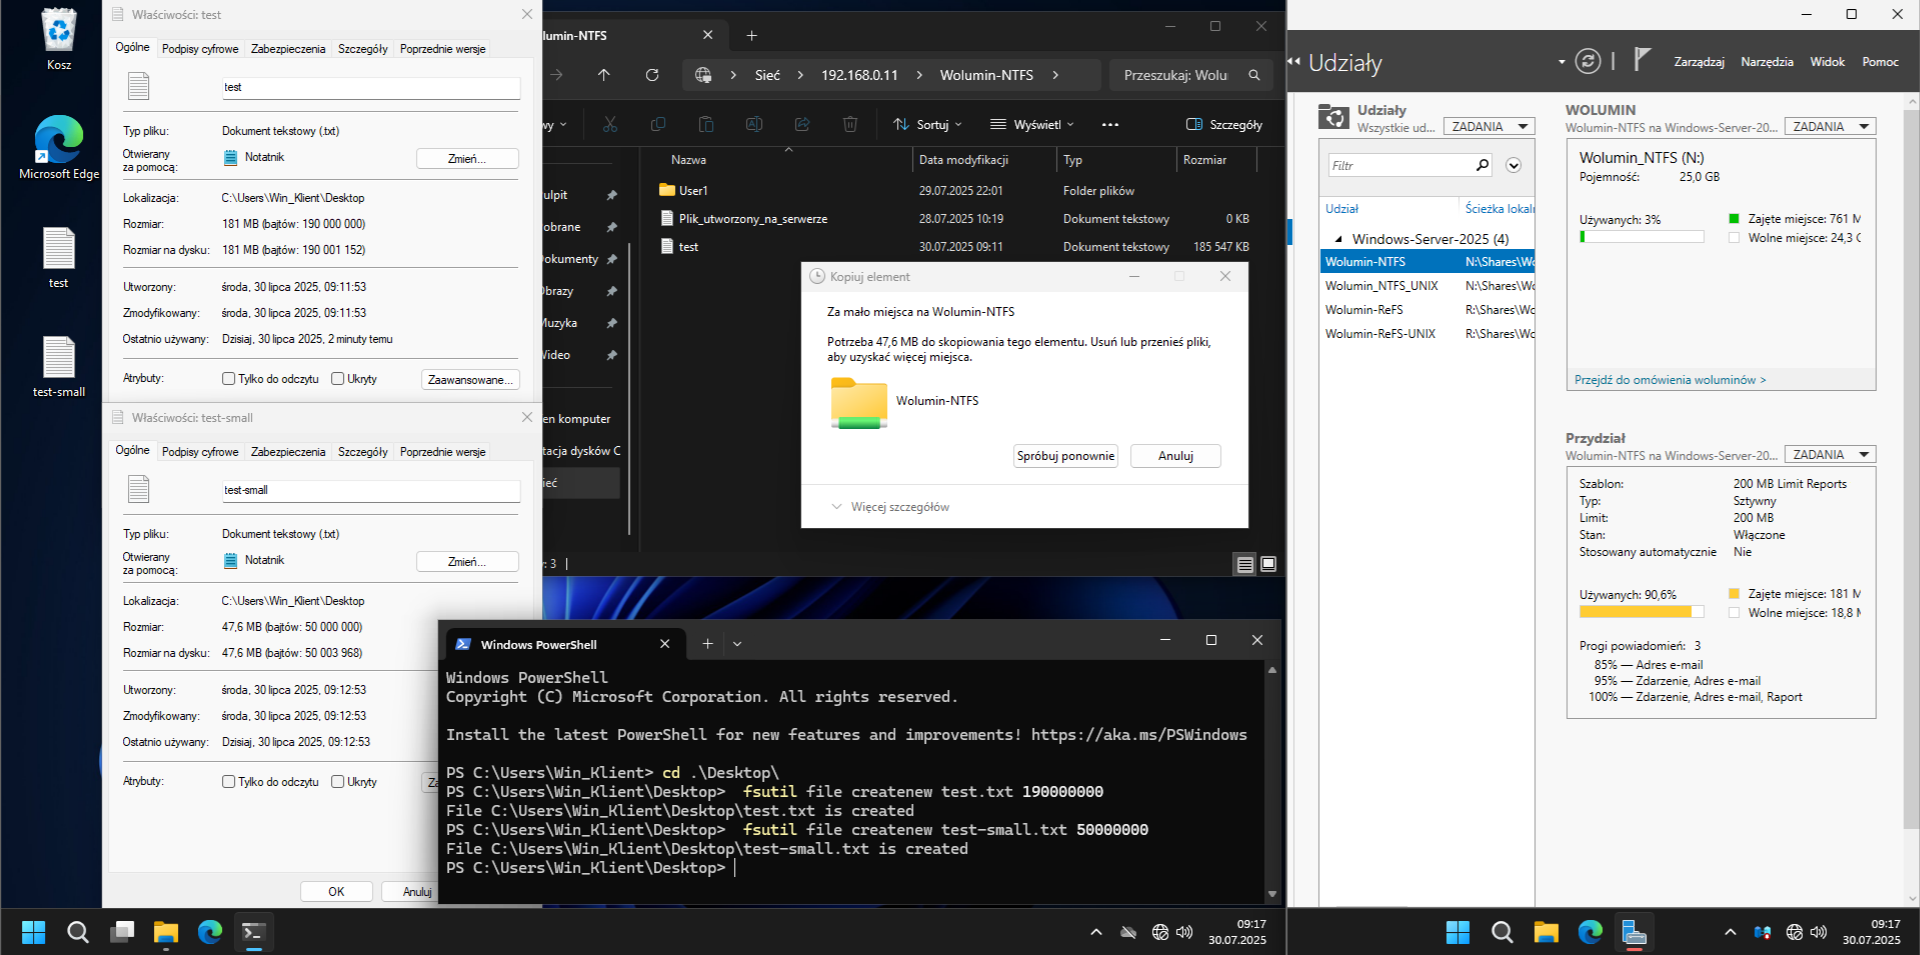 Kosz
Microsoft Edge
test
test-small
Właściwości: test
Ogólne
Podpisy cyfrowe
Zabezpieczenia
Szczegóły
Poprzednie wersje
test
Typ pliku: Dokument tekstowy (.txt)
Otwierany za pomocą:
Notatnik
Zmień...
Lokalizacja: C:\Users\Win_Klient\Desktop
Rozmiar: 181 MB (bajtów: 190 000 000)
Rozmiar na dysku: 181 MB (bajtów: 190 001 152)
Utworzony: środa, 30 lipca 2025, 09:11:53
Zmodyfikowany: środa, 30 lipca 2025, 09:11:53
Ostatnio używany: Dzisiaj, 30 lipca 2025, 2 minuty temu
Atrybuty: Tylko do odczytu Ukryty Zaawansowane...
Właściwości: test-small
Ogólne
Podpisy cyfrowe
Zabezpieczenia
Szczegóły
Poprzednie wersje
test-small
Typ pliku: Dokument tekstowy (.txt)
Otwierany za pomocą:
Notatnik
Zmień...
Lokalizacja: C:\Users\Win_Klient\Desktop
Rozmiar: 47,6 MB (bajtów: 50 000 000)
Rozmiar na dysku: 47,6 MB (bajtów: 50 003 968)
Utworzony: środa, 30 lipca 2025, 09:12:53
Zmodyfikowany: środa, 30 lipca 2025, 09:12:53
Ostatnio używany: Dzisiaj, 30 lipca 2025, 09:12:53
Atrybuty: Tylko do odczytu Ukryty Za
OK Anuluj
lumin-NTFS
Sieć > 192.168.0.11 > Wolumin-NTFS >
Przeszukaj: Wolu
wy
Sortuj
Wyświetl
Szczegóły
Nazwa Data modyfikacji Typ Rozmiar
User1 29.07.2025 22:01 Folder plików
Plik_utworzony_na_serwerze 28.07.2025 10:19 Dokument tekstowy 0 KB
test 30.07.2025 09:11 Dokument tekstowy 185 547 KB
ulpit
obrane
okumenty
brazy
Muzyka
ideo
en komputer
tacja dysków C
ieć
: 3
Kopiuj element
Za mało miejsca na Wolumin-NTFS
Potrzeba 47,6 MB do skopiowania tego elementu. Usuń lub przenieś pliki,
aby uzyskać więcej miejsca.
Wolumin-NTFS
Spróbuj ponownie Anuluj
Więcej szczegółów
Windows PowerShell
Windows PowerShell
Copyright (C) Microsoft Corporation. All rights reserved.
Install the latest PowerShell for new features and improvements! https://aka.ms/PSWindows
PS C:\Users\Win_Klient> cd .\Desktop\
PS C:\Users\Win_Klient\Desktop>  fsutil file createnew test.txt 190000000
File C:\Users\Win_Klient\Desktop\test.txt is created
PS C:\Users\Win_Klient\Desktop>  fsutil file createnew test-small.txt 50000000
File C:\Users\Win_Klient\Desktop\test-small.txt is created
PS C:\Users\Win_Klient\Desktop>
09:17
30.07.2025
Udziały
Zarządzaj Narzędzia Widok Pomoc
Udziały
Wszystkie ud...
ZADANIA
Filtr
Udział Ścieżka lokaln
Windows-Server-2025 (4)
Wolumin-NTFS N:\Shares\Wo
Wolumin_NTFS_UNIX N:\Shares\Wo
Wolumin-ReFS R:\Shares\Wo
Wolumin-ReFS-UNIX R:\Shares\Wo
WOLUMIN
Wolumin-NTFS na Windows-Server-20...
ZADANIA
Wolumin_NTFS (N:)
Pojemność: 25,0 GB
Używanych: 3%
Zajęte miejsce: 761 M
Wolne miejsce: 24,3 G
Przejdź do omówienia woluminów >
Przydział
Wolumin-NTFS na Windows-Server-20...
ZADANIA
Szablon: 200 MB Limit Reports
Typ: Sztywny
Limit: 200 MB
Stan: Włączone
Stosowany automatycznie Nie
Używanych: 90,6%
Zajęte miejsce: 181 M
Wolne miejsce: 18,8 M
Progi powiadomień: 3
85% — Adres e-mail
95% — Zdarzenie, Adres e-mail
100% — Zdarzenie, Adres e-mail, Raport
09:17
30.07.2025